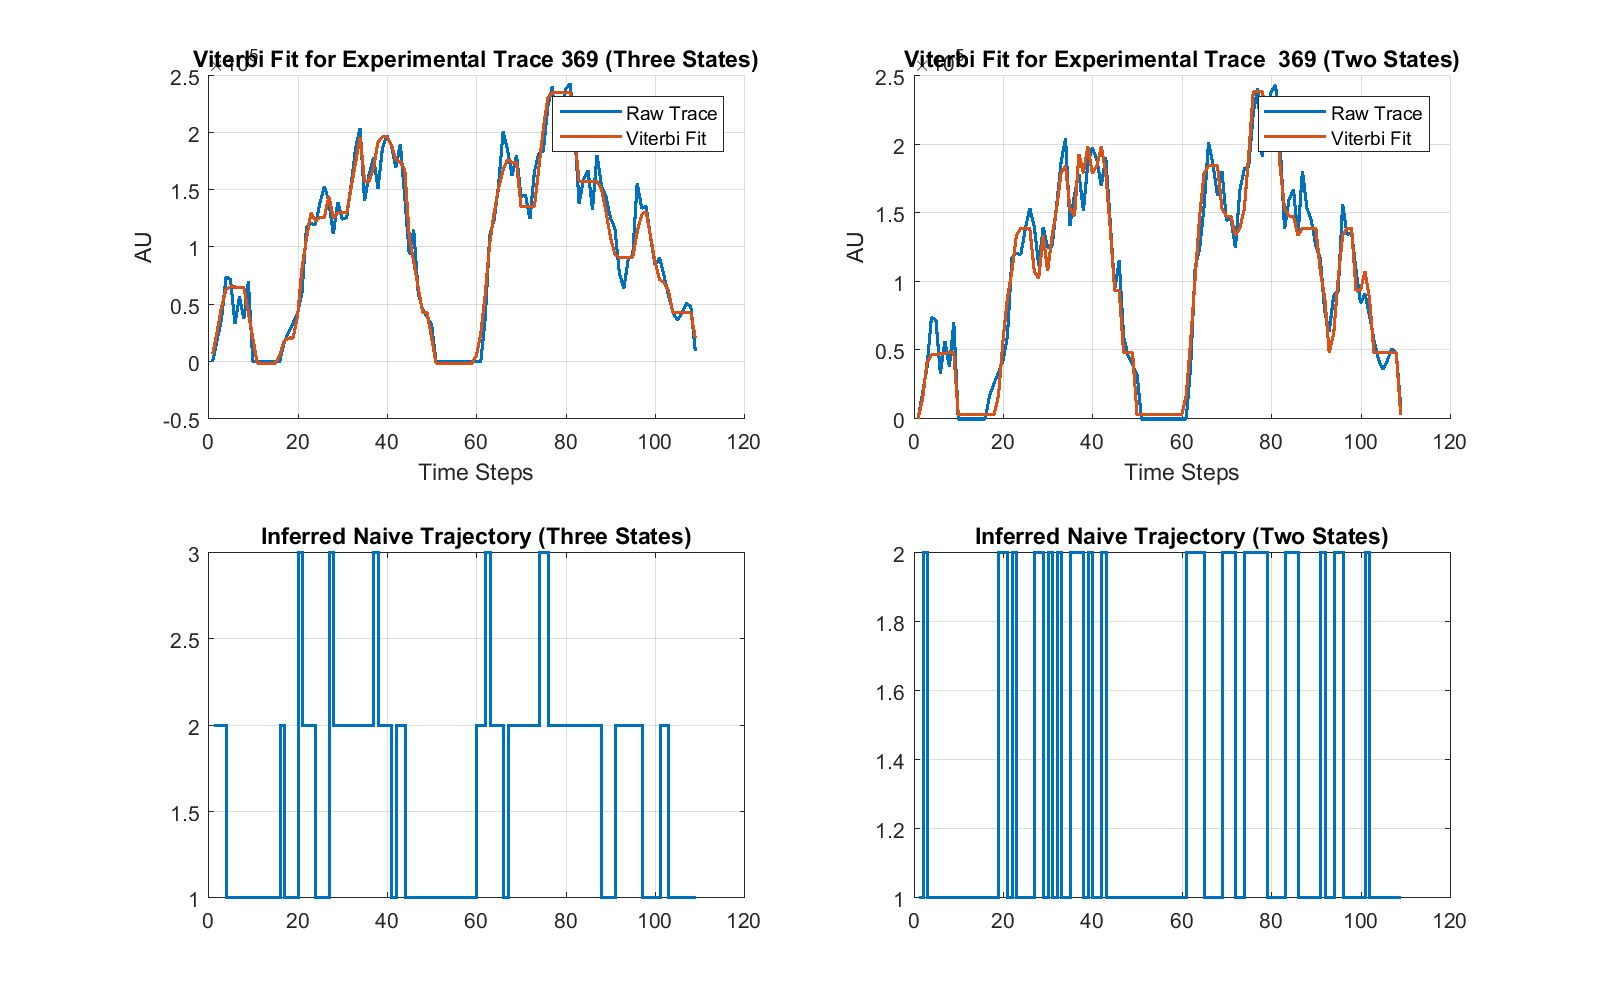 Viterbi Fit for Experimental Trace 369 (Three States)
×10^5
2.5
2
1.5
1
0.5
0
-0.5
AU
0 20 40 60 80 100 120
Time Steps
Raw Trace
Viterbi Fit
Viterbi Fit for Experimental Trace 369 (Two States)
×10^5
2.5
2
1.5
1
0.5
0
AU
0 20 40 60 80 100 120
Time Steps
Raw Trace
Viterbi Fit
Inferred Naive Trajectory (Three States)
3
2.5
2
1.5
1
0 20 40 60 80 100 120
Inferred Naive Trajectory (Two States)
2
1.8
1.6
1.4
1.2
1
0 20 40 60 80 100 120